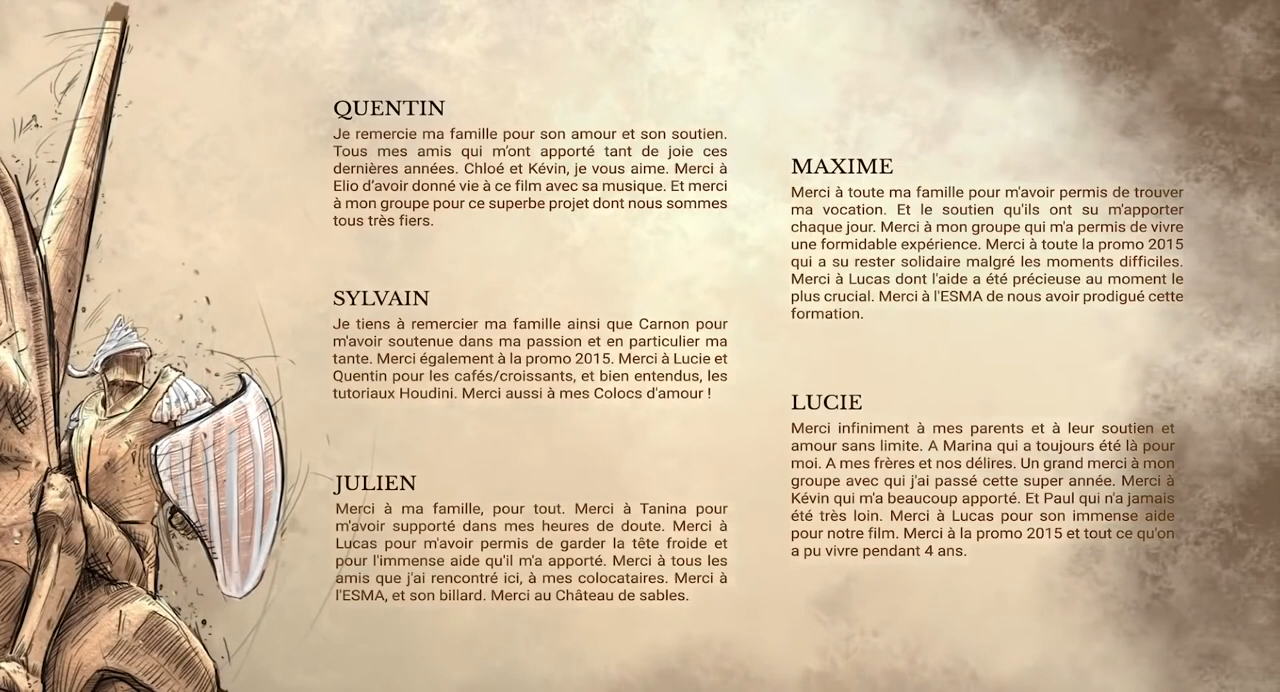 QUENTIN
Je remercie ma famille pour son amour et son soutien.
Tous mes amis qui m’ont apporté tant de joie ces
dernières années. Chloé et Kévin, je vous aime. Merci à
Elio d’avoir donné vie à ce film avec sa musique. Et merci
à mon groupe pour ce superbe projet dont nous sommes
tous très fiers.
SYLVAIN
Je tiens à remercier ma famille ainsi que Carnon pour
m'avoir soutenue dans ma passion et en particulier ma
tante. Merci également à la promo 2015. Merci à Lucie et
Quentin pour les cafés/croissants, et bien entendus, les
tutoriaux Houdini. Merci aussi à mes Colocs d'amour !
JULIEN
Merci à ma famille, pour tout. Merci à Tanina pour
m'avoir supporté dans mes heures de doute. Merci à
Lucas pour m'avoir permis de garder la tête froide et
pour l'immense aide qu'il m'a apporté. Merci à tous les
amis que j'ai rencontré ici, à mes colocataires. Merci à
l'ESMA, et son billard. Merci au Château de sables.
MAXIME
Merci à toute ma famille pour m'avoir permis de trouver
ma vocation. Et le soutien qu'ils ont su m'apporter
chaque jour. Merci à mon groupe qui m'a permis de vivre
une formidable expérience. Merci à toute la promo 2015
qui a su rester solidaire malgré les moments difficiles.
Merci à Lucas dont l'aide a été précieuse au moment le
plus crucial. Merci à l'ESMA de nous avoir prodigué cette
formation.
LUCIE
Merci infiniment à mes parents et à leur soutien et
amour sans limite. A Marina qui a toujours été là pour
moi. A mes frères et nos délires. Un grand merci à mon
groupe avec qui j'ai passé cette super année. Merci à
Kévin qui m'a beaucoup apporté. Et Paul qui n'a jamais
été très loin. Merci à Lucas pour son immense aide
pour notre film. Merci à la promo 2015 et tout ce qu'on
a pu vivre pendant 4 ans.